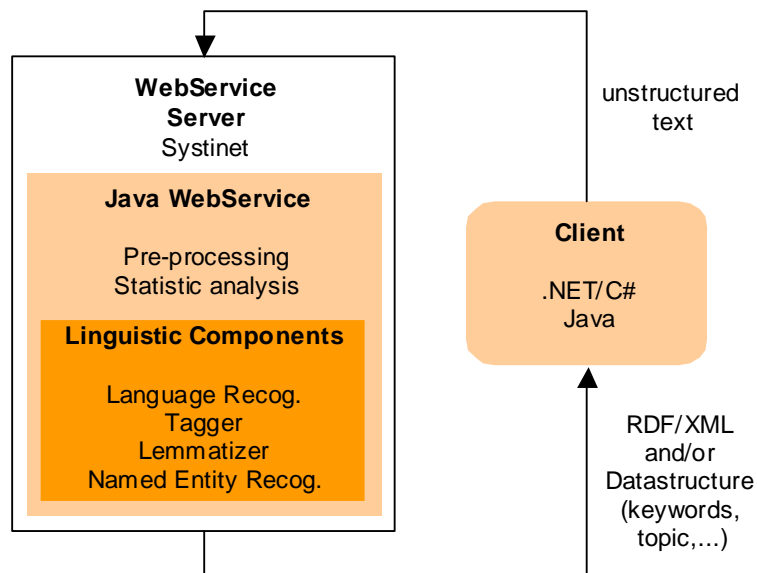 WebService
Server
Systinet
Java WebService
Pre-processing
Statistic analysis
Linguistic Components
Language Recog.
Tagger
Lemmatizer
Named Entity Recog.
unstructured
text
Client
.NET/C#
Java
RDF/XML
and/or
Datastructure
(keywords,
topic,...)